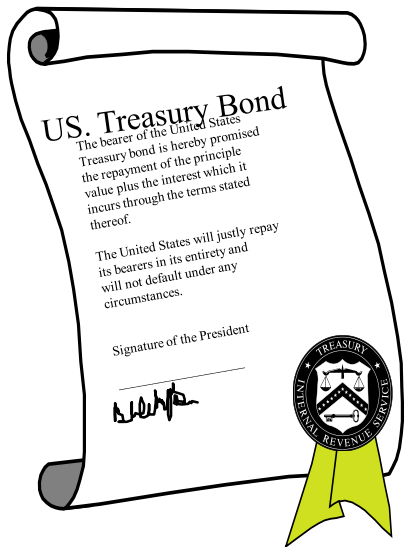 US. Treasury Bond
The bearer of the United States
Treasury bond is hereby promised
the repayment of the principle
value plus the interest which it
incurs through the terms stated
thereof.
The United States will justly repay
its bearers in its entirety and
will not default under any
circumstances.
Signature of the President
TREASURY
INTERNAL REVENUE SERVICE